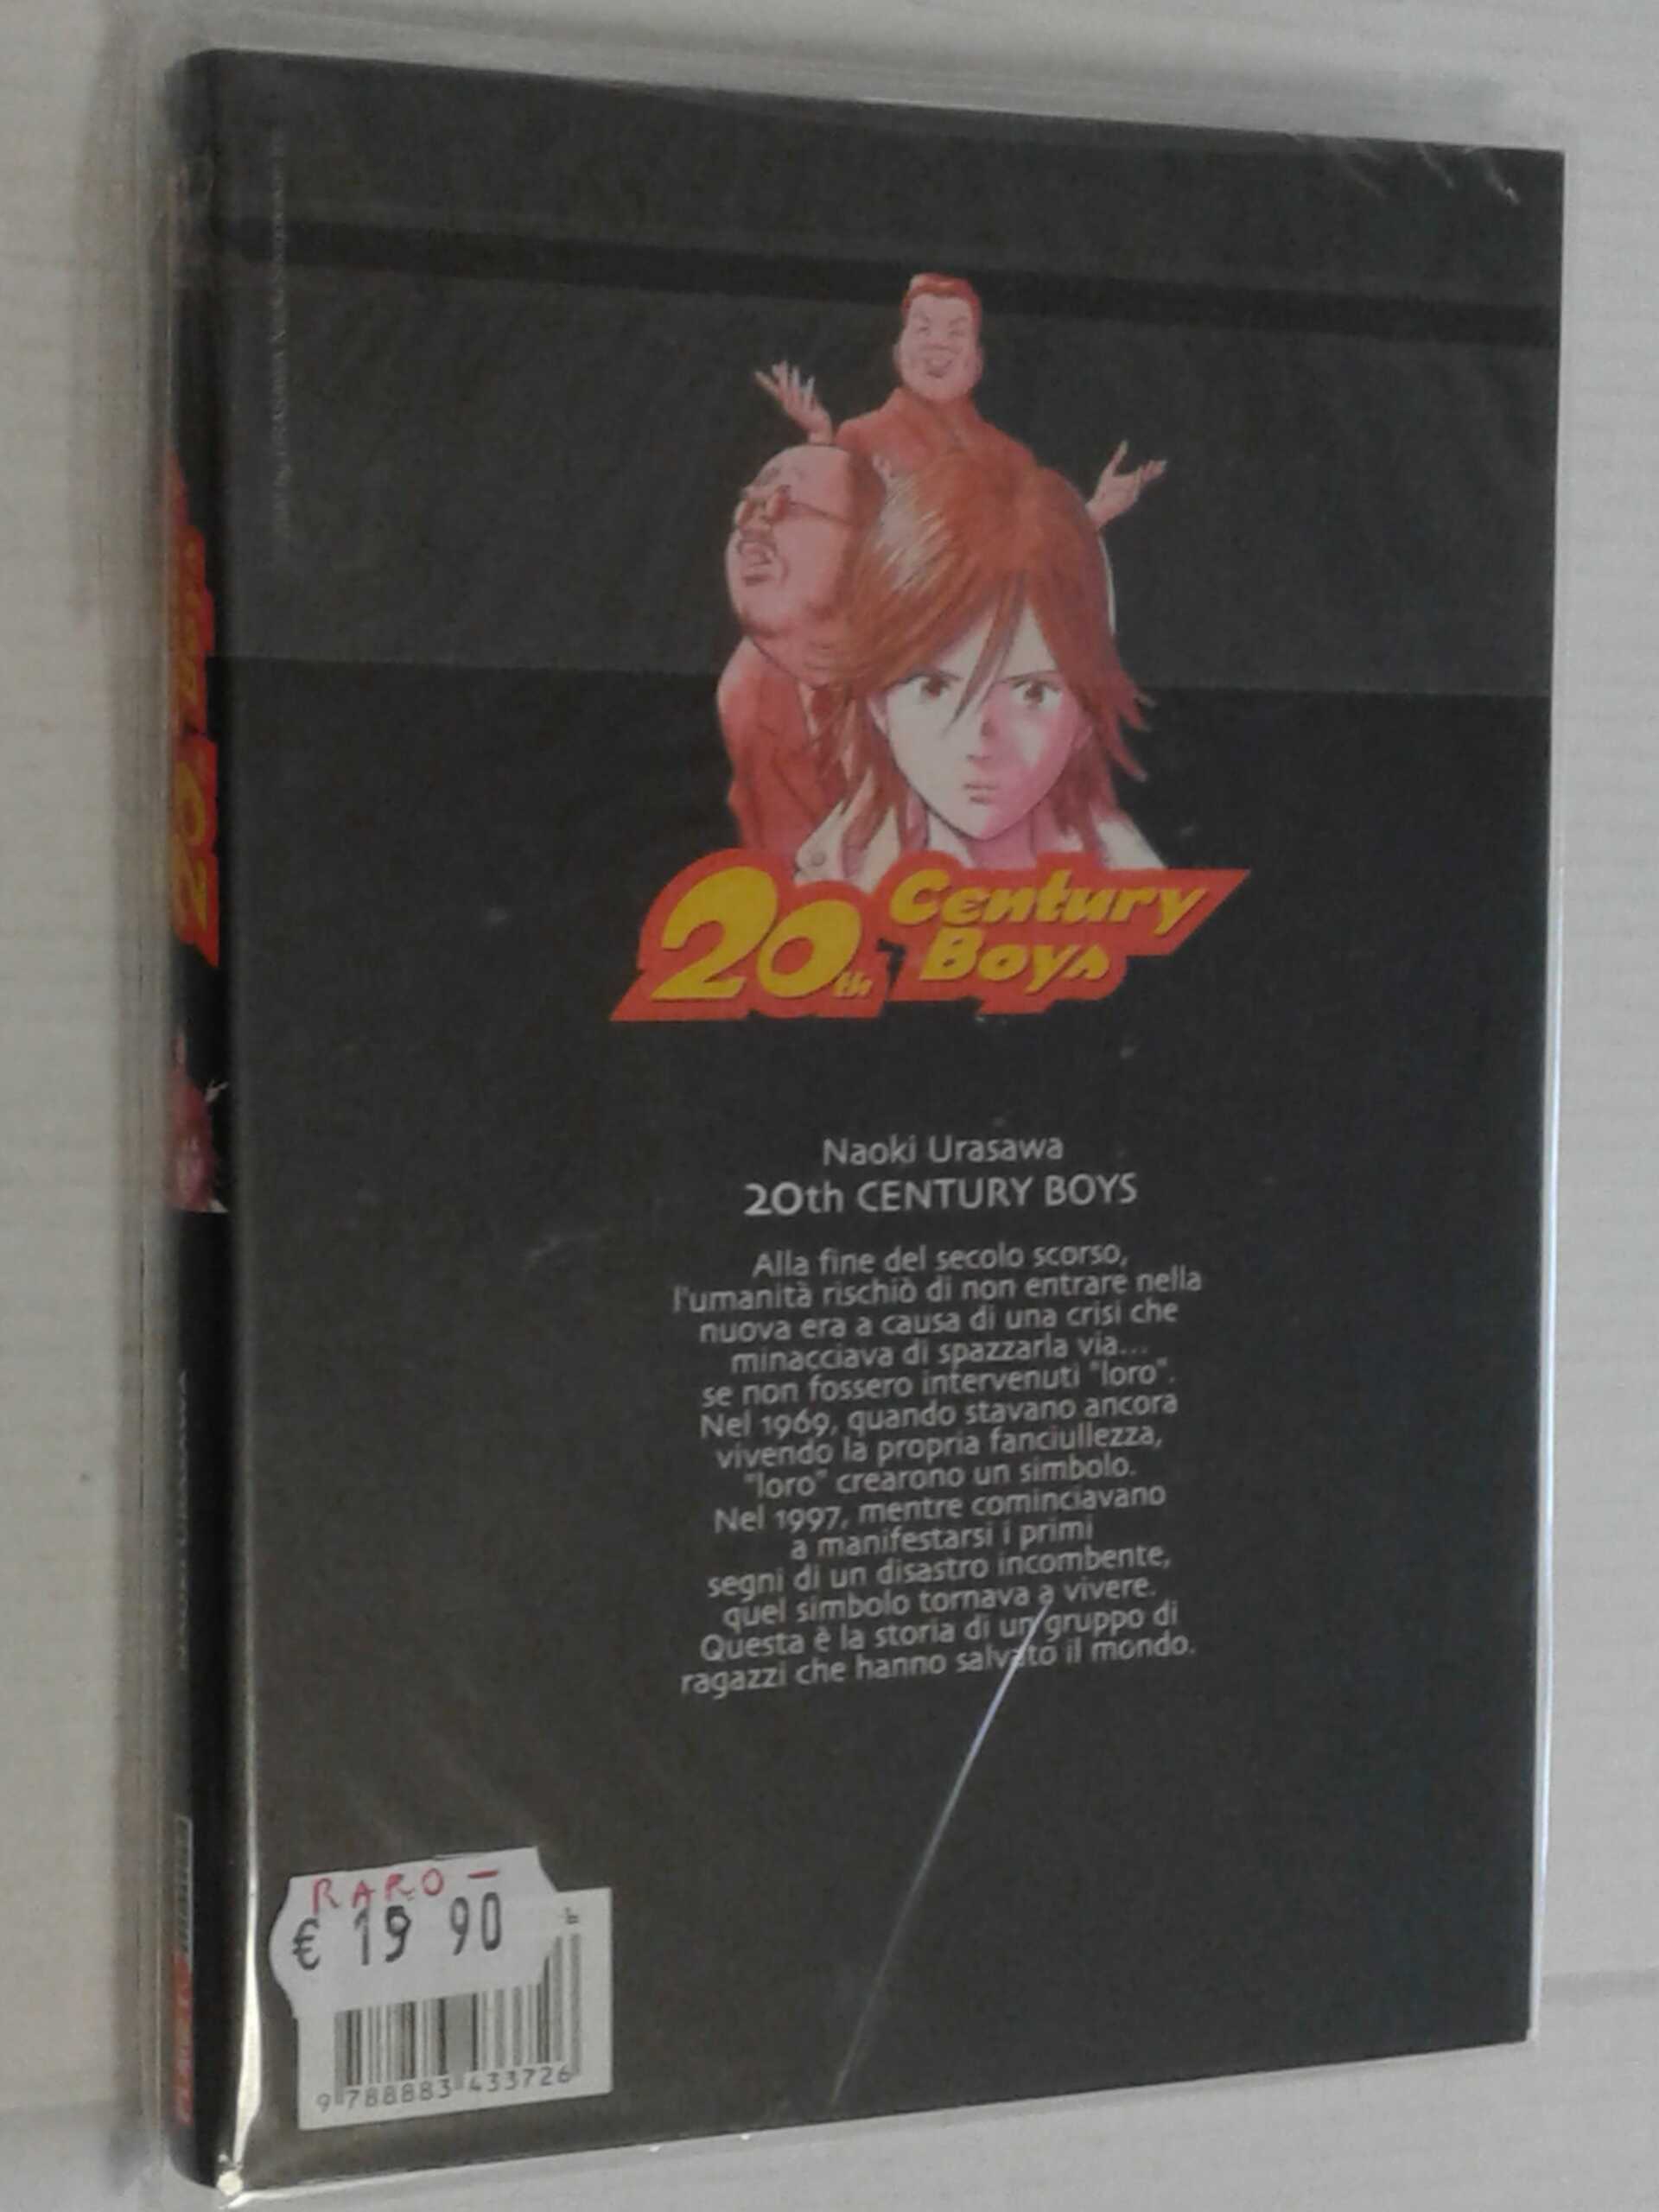 20th Century
Boys
Naoki Urasawa
20th CENTURY BOYS
Alla fine del secolo scorso,
l'umanità rischiò di non entrare nella
nuova era a causa di una crisi che
minacciava di spazzarla via...
se non fossero intervenuti "loro".
Nel 1969, quando stavano ancora
vivendo la propria fanciullezza,
"loro" crearono un simbolo.
Nel 1997, mentre cominciavano
a manifestarsi i primi
segni di un disastro incombente,
quel simbolo tornava a vivere.
Questa è la storia di un gruppo di
ragazzi che hanno salvato il mondo.
RARO -
€ 19 90
9 788883 433726
20
NAOKI URASAWA